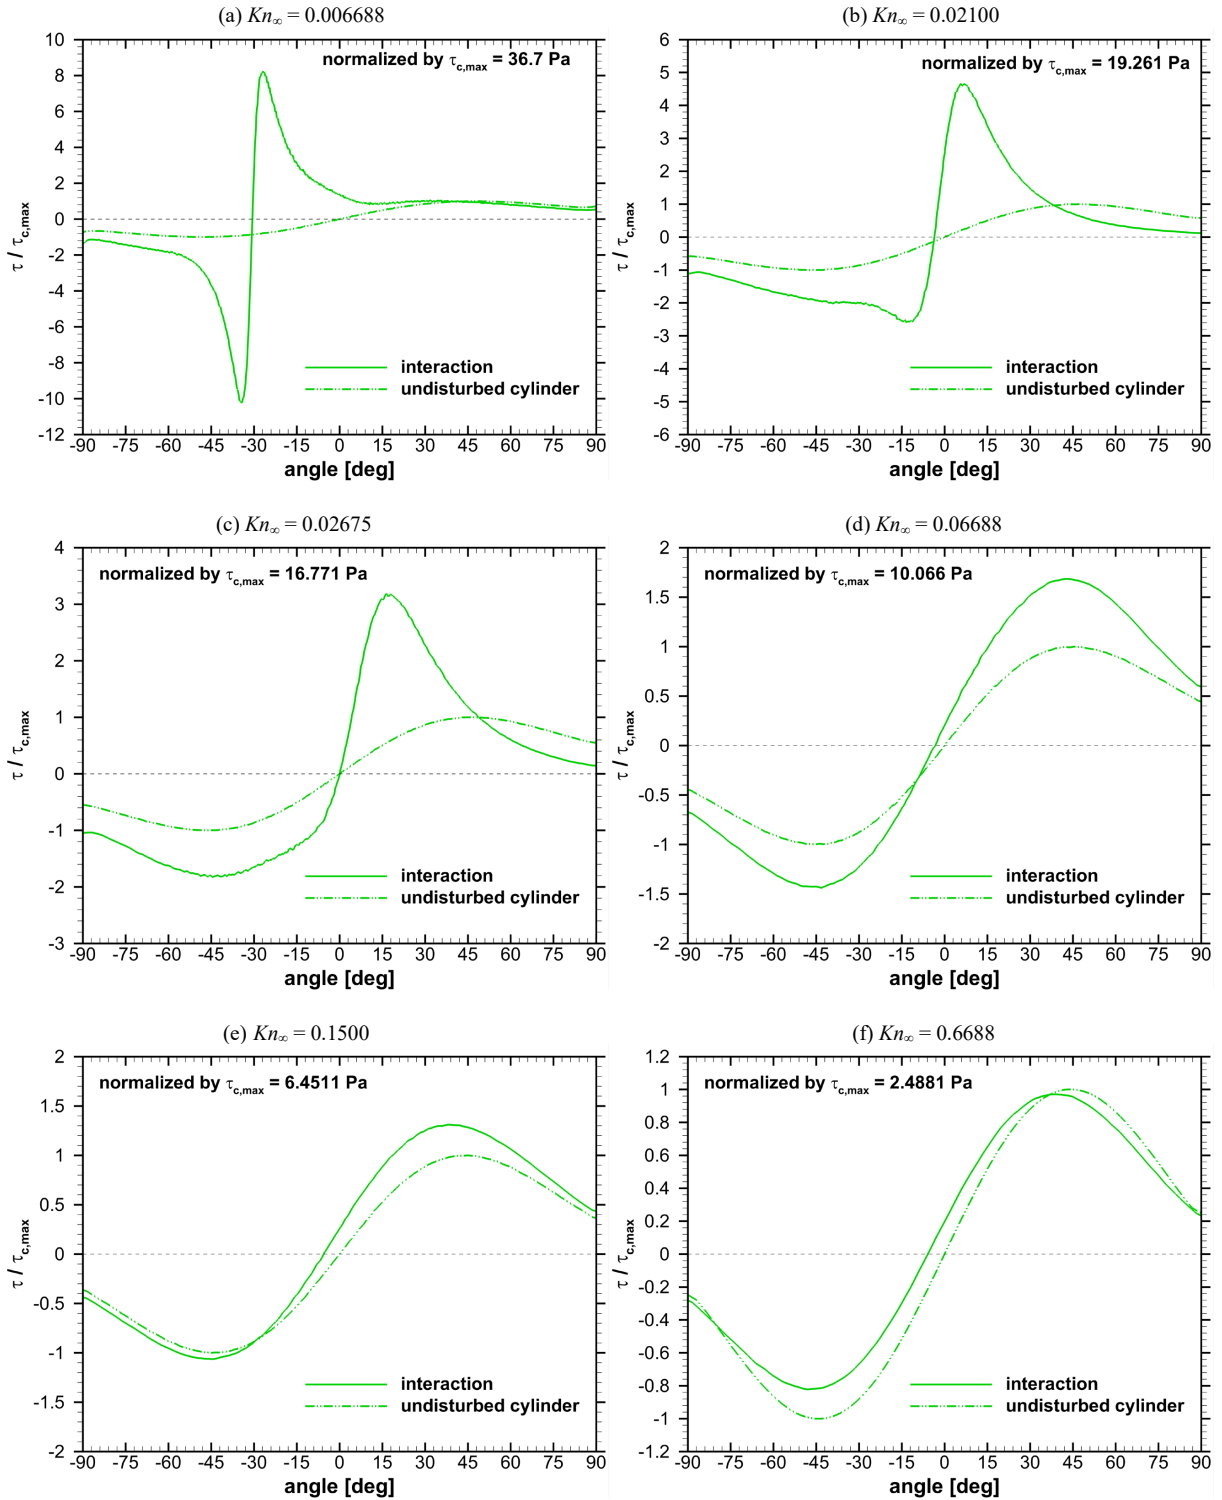 (a) Kn∞ = 0.006688
normalized by τc,max = 36.7 Pa
10
8
6
4
2
0
-2
-4
-6
-8
-10
-12
τ / τc,max
interaction
undisturbed cylinder
-90 -75 -60 -45 -30 -15 0 15 30 45 60 75 90
angle [deg]
(b) Kn∞ = 0.02100
normalized by τc,max = 19.261 Pa
6
5
4
3
2
1
0
-1
-2
-3
-4
-5
-6
τ / τc,max
interaction
undisturbed cylinder
-90 -75 -60 -45 -30 -15 0 15 30 45 60 75 90
angle [deg]
(c) Kn∞ = 0.02675
normalized by τc,max = 16.771 Pa
4
3
2
1
0
-1
-2
-3
τ / τc,max
interaction
undisturbed cylinder
-90 -75 -60 -45 -30 -15 0 15 30 45 60 75 90
angle [deg]
(d) Kn∞ = 0.06688
normalized by τc,max = 10.066 Pa
2
1.5
1
0.5
0
-0.5
-1
-1.5
-2
τ / τc,max
interaction
undisturbed cylinder
-90 -75 -60 -45 -30 -15 0 15 30 45 60 75 90
angle [deg]
(e) Kn∞ = 0.1500
normalized by τc,max = 6.4511 Pa
2
1.5
1
0.5
0
-0.5
-1
-1.5
-2
τ / τc,max
interaction
undisturbed cylinder
-90 -75 -60 -45 -30 -15 0 15 30 45 60 75 90
angle [deg]
(f) Kn∞ = 0.6688
normalized by τc,max = 2.4881 Pa
1.2
1
0.8
0.6
0.4
0.2
0
-0.2
-0.4
-0.6
-0.8
-1
-1.2
τ / τc,max
interaction
undisturbed cylinder
-90 -75 -60 -45 -30 -15 0 15 30 45 60 75 90
angle [deg]